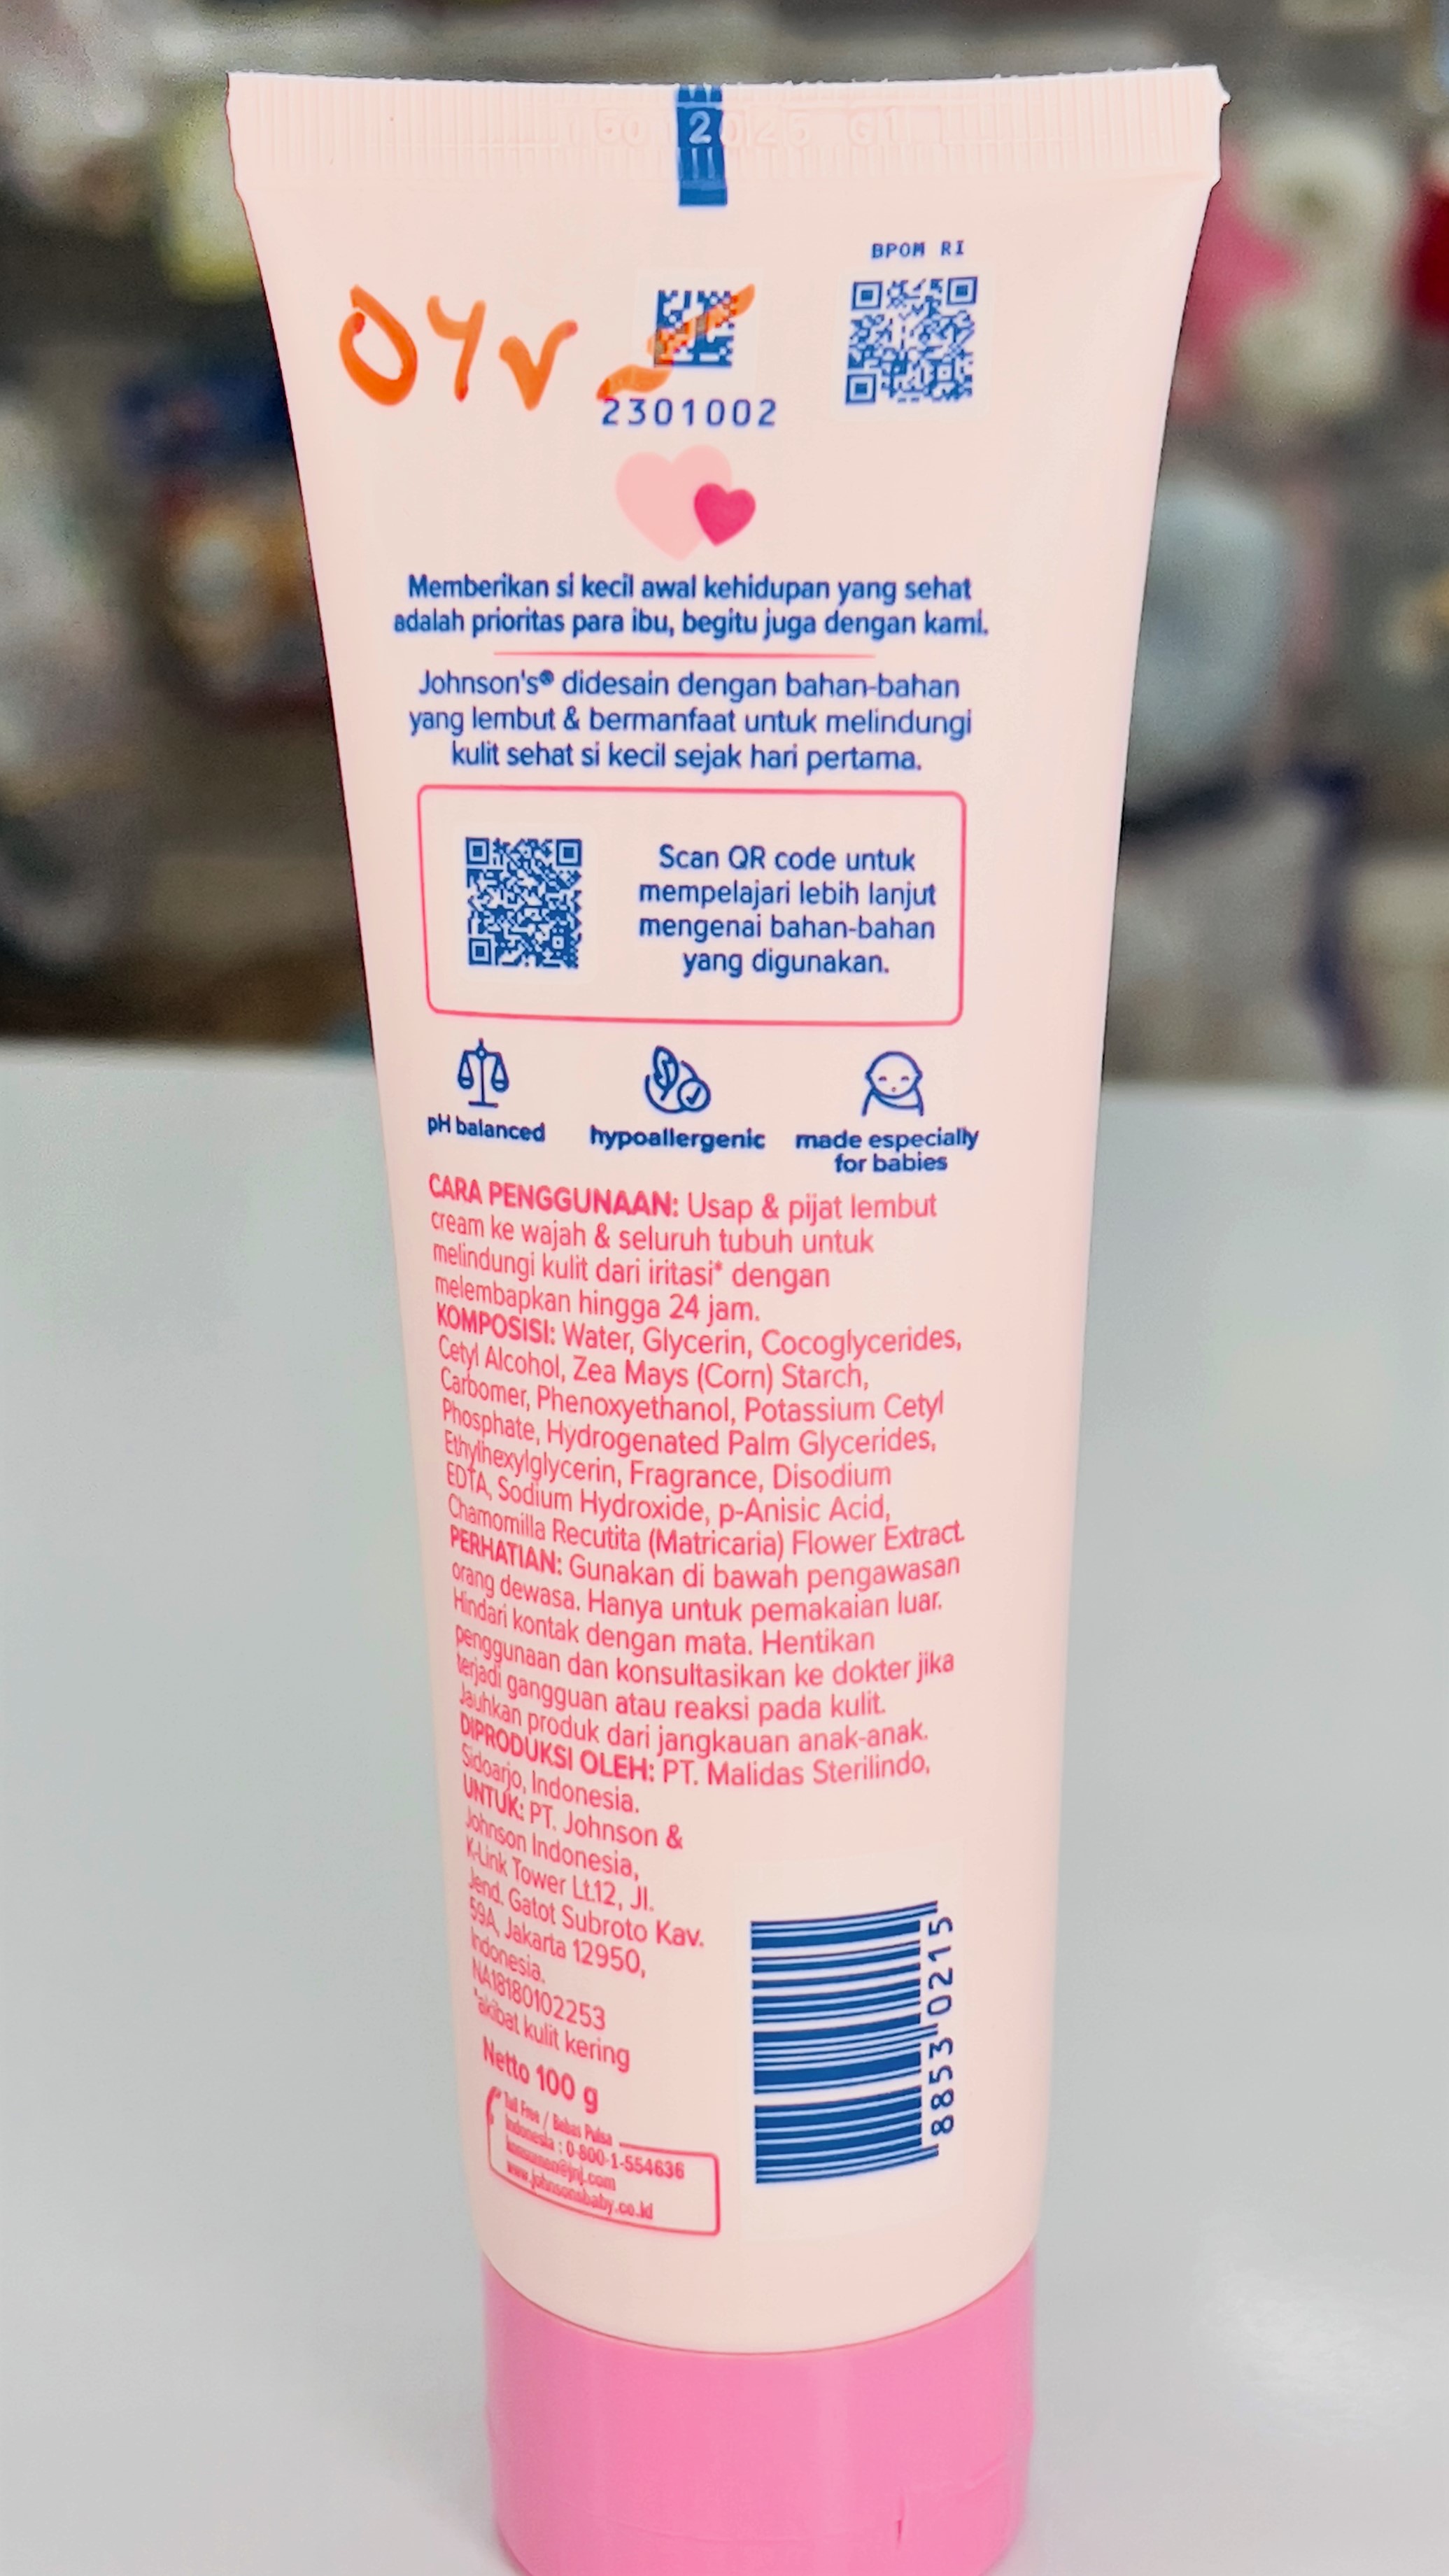 BPOM RI
2301002
Memberikan si kecil awal kehidupan yang sehat
adalah prioritas para ibu, begitu juga dengan kami.
Johnson's® didesain dengan bahan-bahan
yang lembut & bermanfaat untuk melindungi
kulit sehat si kecil sejak hari pertama.
Scan QR code untuk
mempelajari lebih lanjut
mengenai bahan-bahan
yang digunakan.
pH balanced
hypoallergenic
made especially
for babies
CARA PENGGUNAAN: Usap & pijat lembut
cream ke wajah & seluruh tubuh untuk
melindungi kulit dari iritasi* dengan
melembapkan hingga 24 jam.
KOMPOSISI: Water, Glycerin, Cocoglycerides,
Cetyl Alcohol, Zea Mays (Corn) Starch,
Carbomer, Phenoxyethanol, Potassium Cetyl
Phosphate, Hydrogenated Palm Glycerides,
Ethylhexylglycerin, Fragrance, Disodium
EDTA, Sodium Hydroxide, p-Anisic Acid,
Chamomilla Recutita (Matricaria) Flower Extract.
PERHATIAN: Gunakan di bawah pengawasan
orang dewasa. Hanya untuk pemakaian luar.
Hindari kontak dengan mata. Hentikan
penggunaan dan konsultasikan ke dokter jika
terjadi gangguan atau reaksi pada kulit.
Jauhkan produk dari jangkauan anak-anak.
DIPRODUKSI OLEH: PT. Malidas Sterilindo,
Sidoarjo, Indonesia.
UNTUK: PT. Johnson &
Johnson Indonesia,
K-Link Tower Lt.12, Jl.
Jend. Gatot Subroto Kav.
59A, Jakarta 12950,
Indonesia.
NA18180102253
*akibat kulit kering
Netto 100 g
Toll Free / Bebas Pulsa
Indonesia : 0-800-1-554636
konsumen@jnj.com
www.johnsonsbaby.co.id
8853 0215